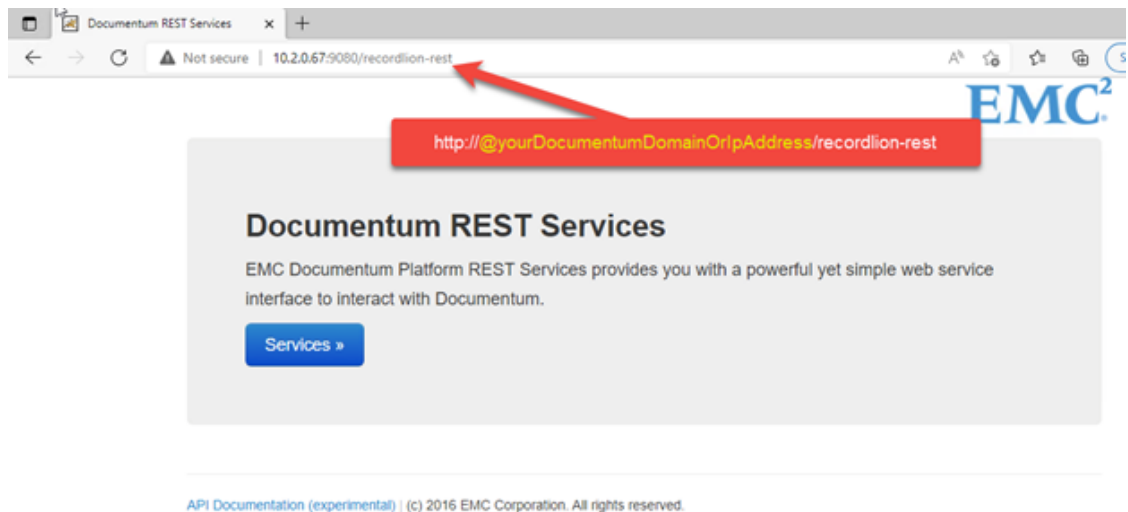 Documentum REST Services
Not secure | 10.2.0.67:9080/recordlion-rest
EMC²
http://@yourDocumentumDomainOrIpAddress/recordlion-rest
Documentum REST Services
EMC Documentum Platform REST Services provides you with a powerful yet simple web service
interface to interact with Documentum.
Services »
API Documentation (experimental) | (c) 2016 EMC Corporation. All rights reserved.